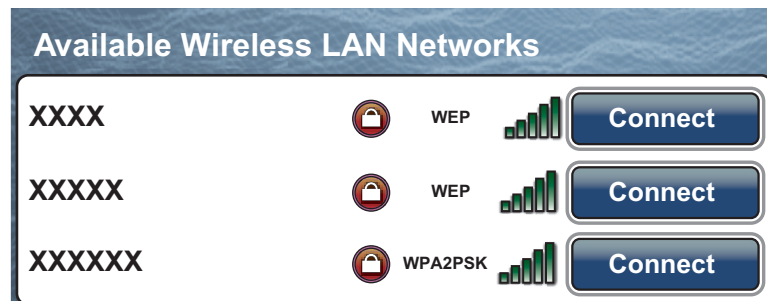 Available Wireless LAN Networks
XXXX WEP Connect
XXXXX WEP Connect
XXXXXX WPA2PSK Connect